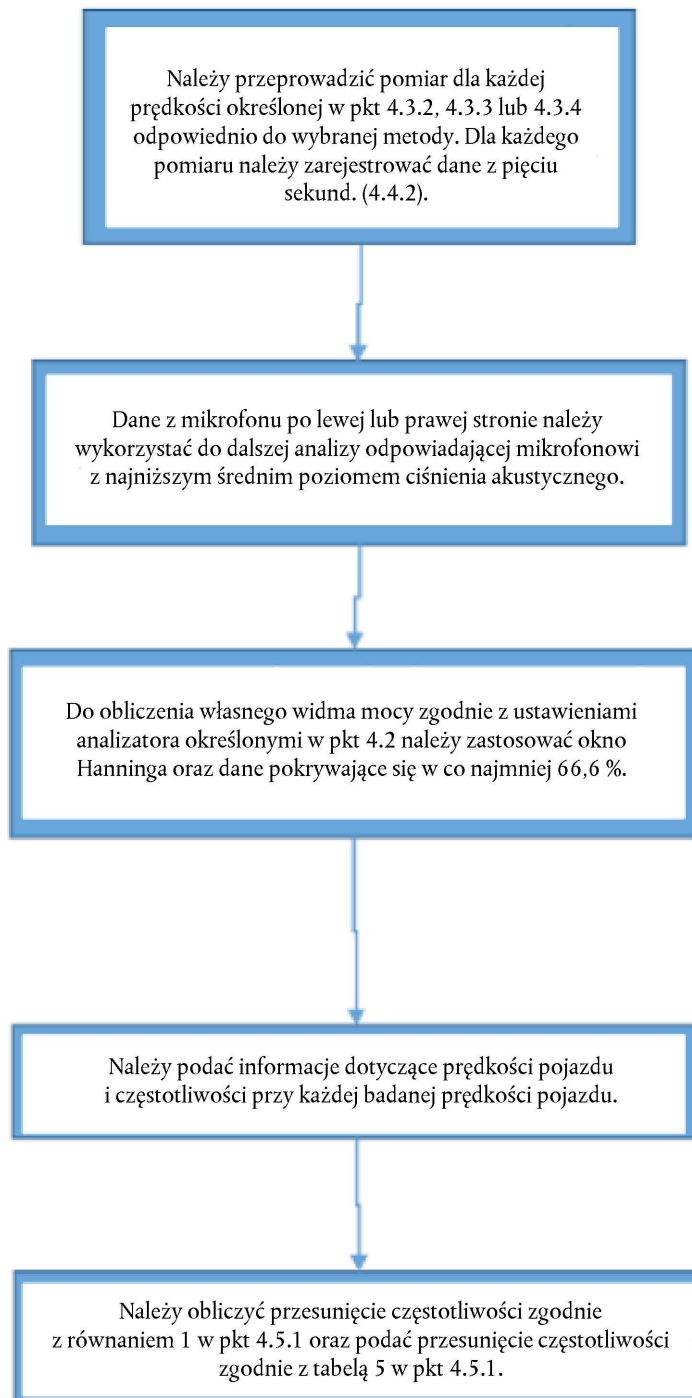 Należy przeprowadzić pomiar dla każdej
prędkości określonej w pkt 4.3.2, 4.3.3 lub 4.3.4
odpowiednio do wybranej metody. Dla każdego
pomiaru należy zarejestrować dane z pięciu
sekund. (4.4.2).
Dane z mikrofonu po lewej lub prawej stronie należy
wykorzystać do dalszej analizy odpowiadającej mikrofonowi
z najniższym średnim poziomem ciśnienia akustycznego.
Do obliczenia własnego widma mocy zgodnie z ustawieniami
analizatora określonymi w pkt 4.2 należy zastosować okno
Hanninga oraz dane pokrywające się w co najmniej 66,6 %.
Należy podać informacje dotyczące prędkości pojazdu
i częstotliwości przy każdej badanej prędkości pojazdu.
Należy obliczyć przesunięcie częstotliwości zgodnie
z równaniem 1 w pkt 4.5.1 oraz podać przesunięcie częstotliwości
zgodnie z tabelą 5 w pkt 4.5.1.